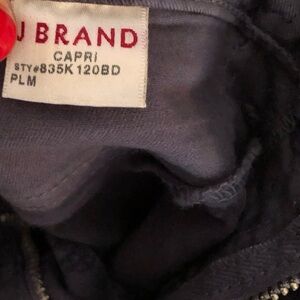 J BRAND
CAPRI
STY#835K120BD
PLM